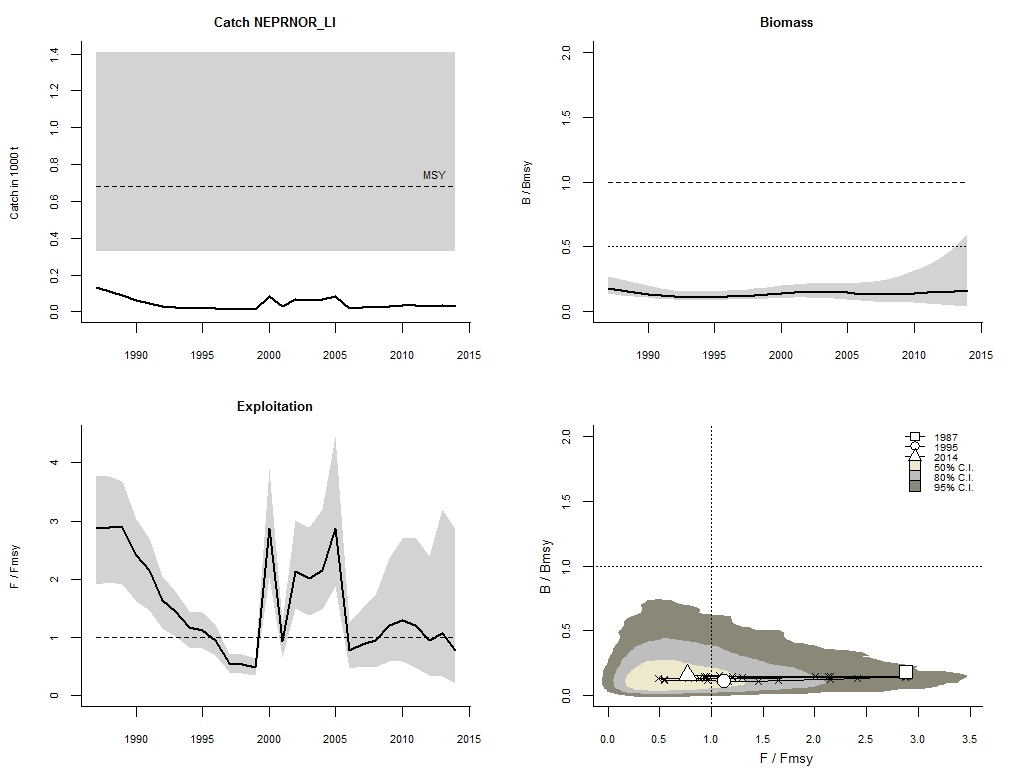 Catch NEPRNOR_LI
Catch in 1000 t
0.0 0.2 0.4 0.6 0.8 1.0 1.2 1.4
MSY
1990 1995 2000 2005 2010 2015
Biomass
B / Bmsy
0.0 0.5 1.0 1.5 2.0
1990 1995 2000 2005 2010 2015
Exploitation
F / Fmsy
0 1 2 3 4
1990 1995 2000 2005 2010 2015
B / Bmsy
0.0 0.5 1.0 1.5 2.0
1987
1995
2014
50% C.I.
80% C.I.
95% C.I.
0.0 0.5 1.0 1.5 2.0 2.5 3.0 3.5
F / Fmsy